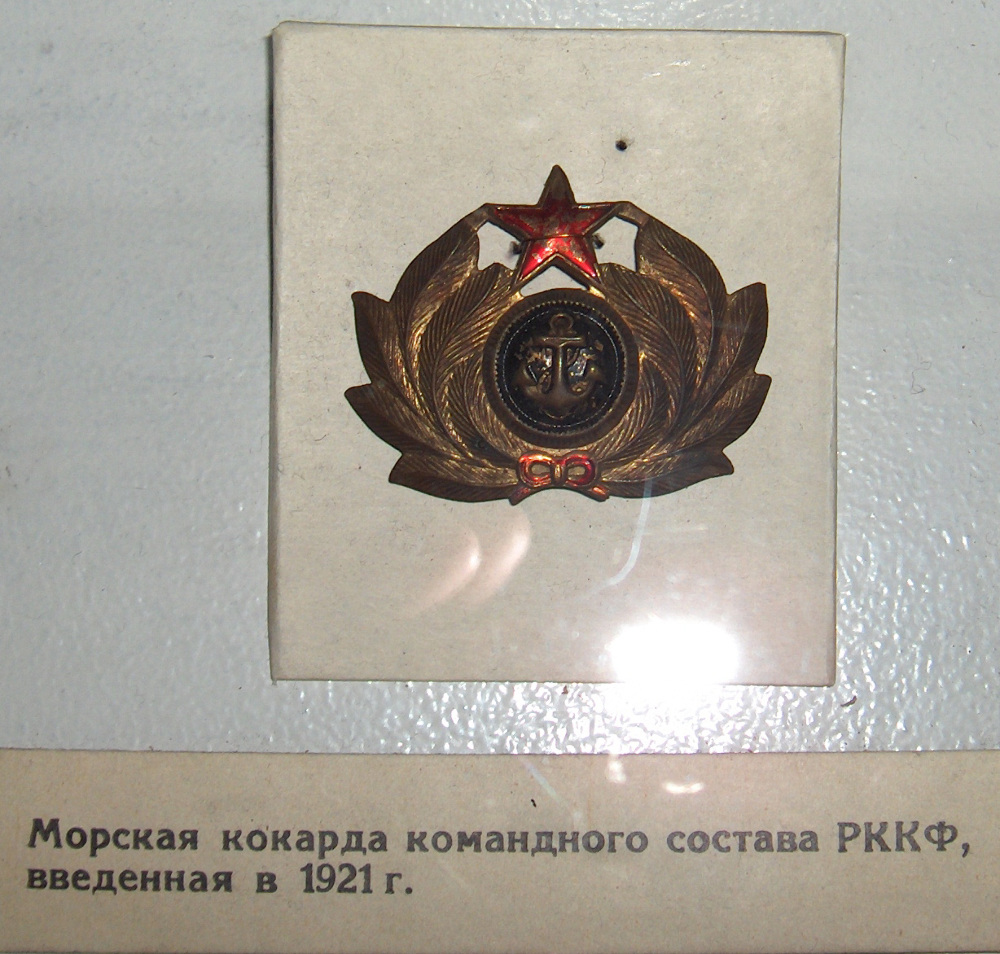 Морская кокарда командного состава РККФ,
введенная в 1921 г.